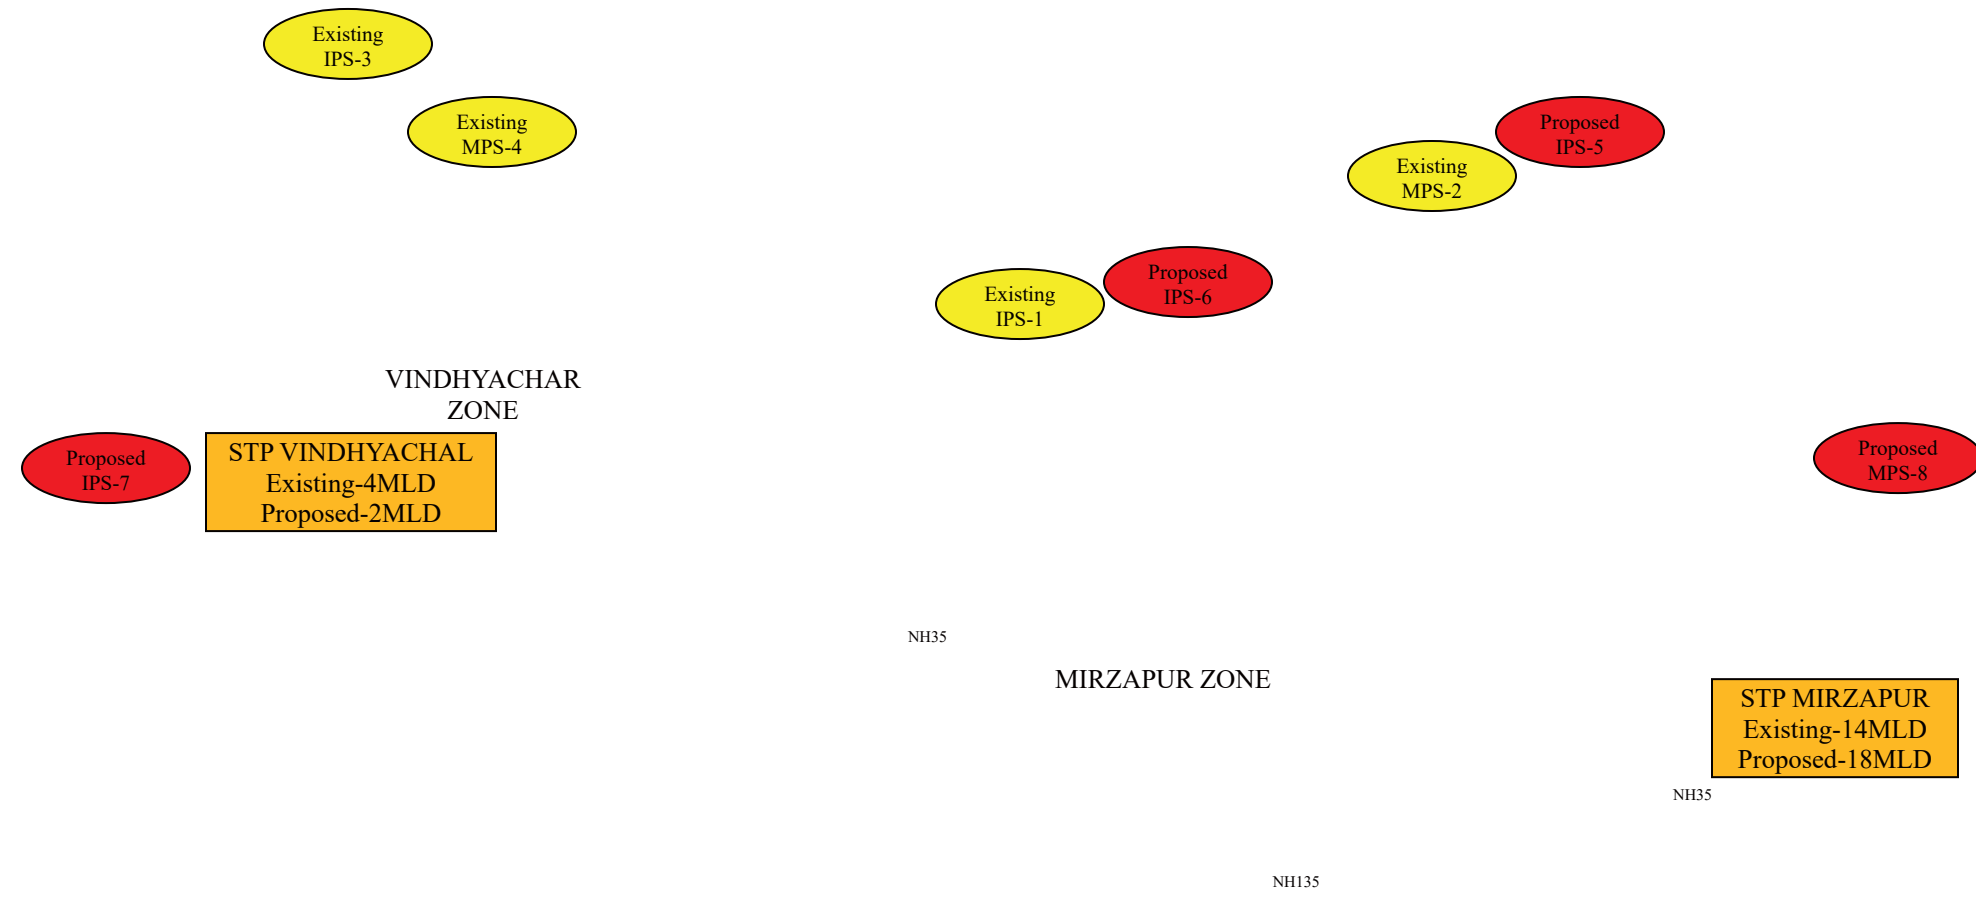 Existing
IPS-3
Existing
MPS-4
Proposed
IPS-5
Existing
MPS-2
Proposed
IPS-6
Existing
IPS-1
VINDHYACHAR
ZONE
Proposed
IPS-7
STP VINDHYACHAL
Existing-4MLD
Proposed-2MLD
Proposed
MPS-8
NH35
MIRZAPUR ZONE
STP MIRZAPUR
Existing-14MLD
Proposed-18MLD
NH35
NH135